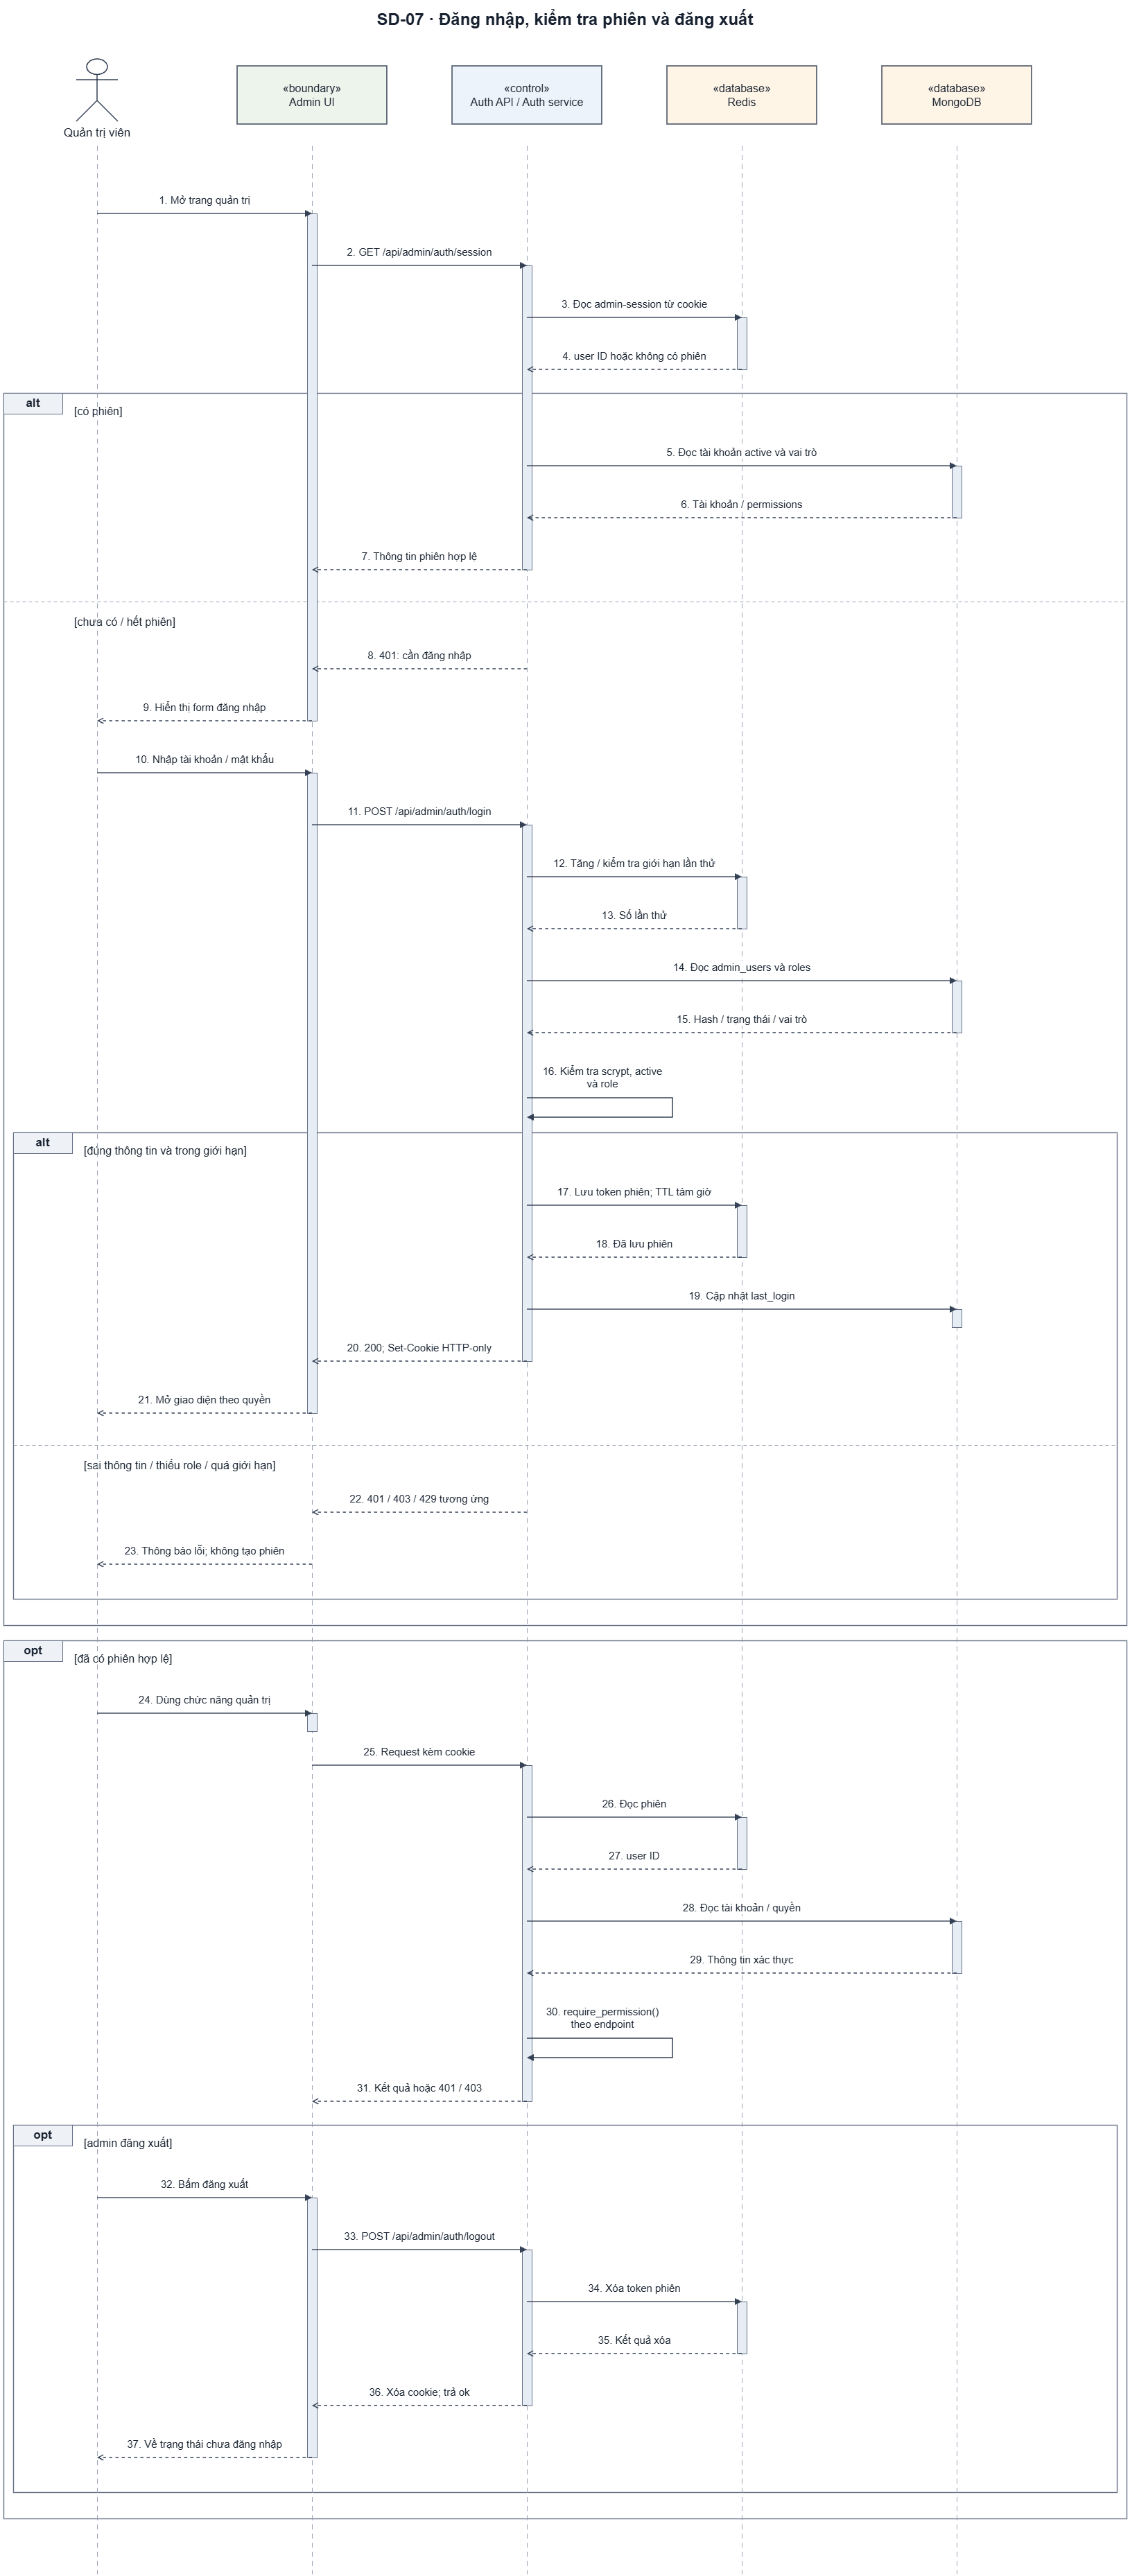 SD-07 · Đăng nhập, kiểm tra phiên và đăng xuất
Quản trị viên
«boundary»
Admin UI
«control»
Auth API / Auth service
«database»
Redis
«database»
MongoDB
1. Mở trang quản trị
2. GET /api/admin/auth/session
3. Đọc admin-session từ cookie
4. user ID hoặc không có phiên
alt
[có phiên]
5. Đọc tài khoản active và vai trò
6. Tài khoản / permissions
7. Thông tin phiên hợp lệ
[chưa có / hết phiên]
8. 401: cần đăng nhập
9. Hiển thị form đăng nhập
10. Nhập tài khoản / mật khẩu
11. POST /api/admin/auth/login
12. Tăng / kiểm tra giới hạn lần thử
13. Số lần thử
14. Đọc admin_users và roles
15. Hash / trạng thái / vai trò
16. Kiểm tra scrypt, active
và role
alt
[đúng thông tin và trong giới hạn]
17. Lưu token phiên; TTL tám giờ
18. Đã lưu phiên
19. Cập nhật last_login
20. 200; Set-Cookie HTTP-only
21. Mở giao diện theo quyền
[sai thông tin / thiếu role / quá giới hạn]
22. 401 / 403 / 429 tương ứng
23. Thông báo lỗi; không tạo phiên
opt
[đã có phiên hợp lệ]
24. Dùng chức năng quản trị
25. Request kèm cookie
26. Đọc phiên
27. user ID
28. Đọc tài khoản / quyền
29. Thông tin xác thực
30. require_permission()
theo endpoint
31. Kết quả hoặc 401 / 403
opt
[admin đăng xuất]
32. Bấm đăng xuất
33. POST /api/admin/auth/logout
34. Xóa token phiên
35. Kết quả xóa
36. Xóa cookie; trả ok
37. Về trạng thái chưa đăng nhập